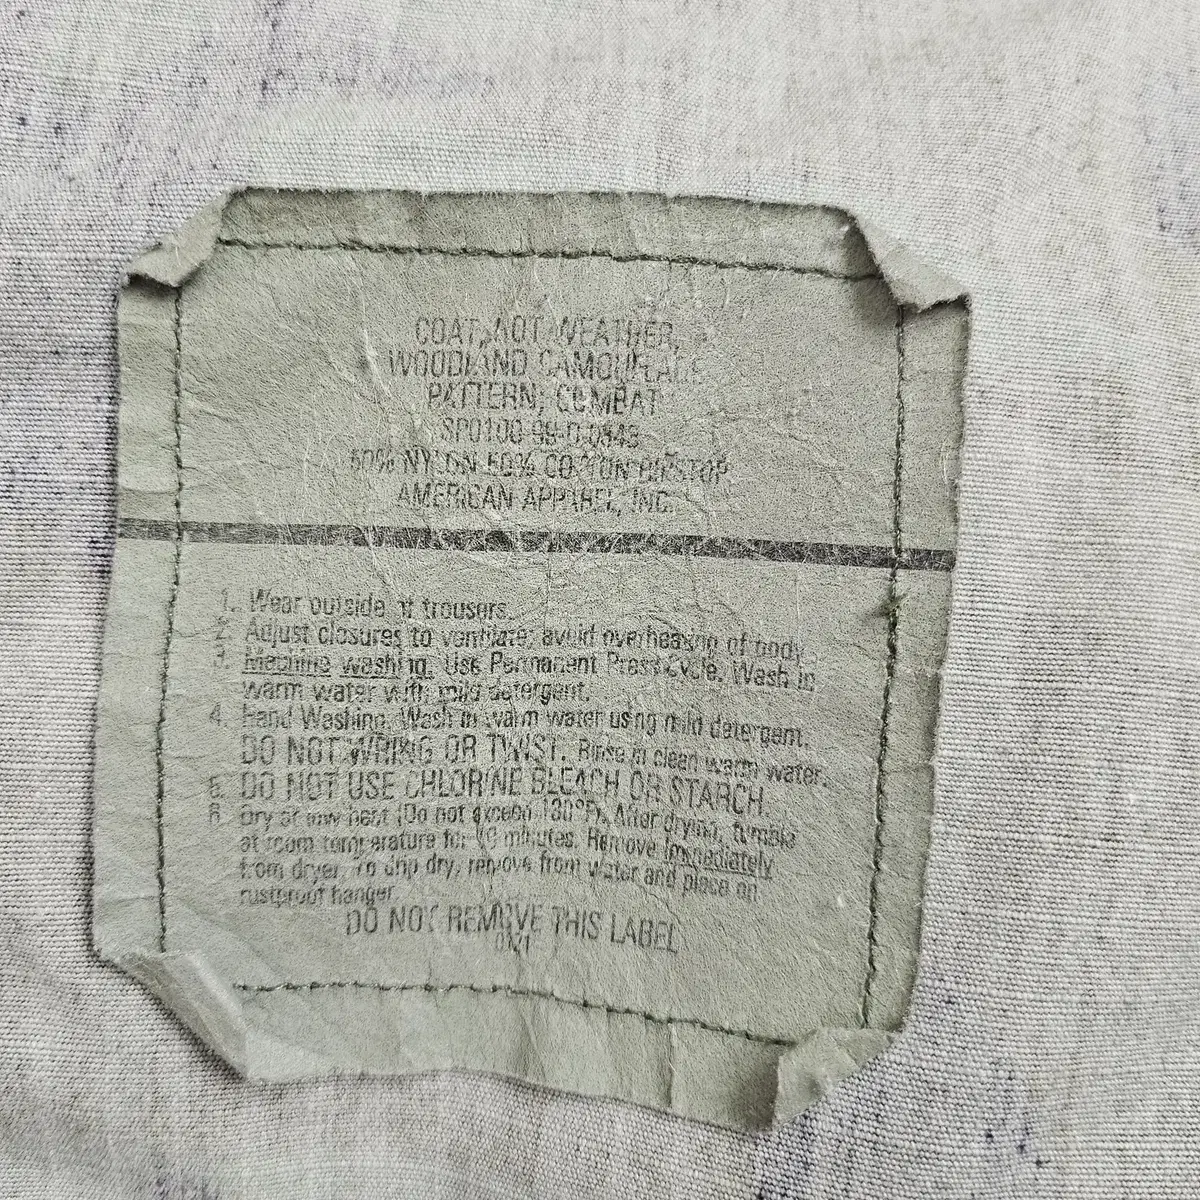 COAT, HOT WEATHER,
WOODLAND CAMOUFLAGE
PATTERN; COMBAT
SP0100-99-D-0343
50% NYLON 50% COTTON RIPSTOP
AMERICAN APPAREL, INC.
1. Wear outside of trousers.
2. Adjust closures to ventilate; avoid overheating of body.
3. Machine washing. Use Permanent Press Cycle. Wash in
warm water with mild detergent.
4. Hand Washing. Wash in warm water using mild detergent.
DO NOT WRING OR TWIST. Rinse in clean warm water.
5. DO NOT USE CHLORINE BLEACH OR STARCH.
6. Dry at low heat (Do not exceed 130°F). After drying, tumble
at room temperature for 10 minutes. Remove immediately
from dryer. To drip dry, remove from water and place on
rustproof hanger.
DO NOT REMOVE THIS LABEL